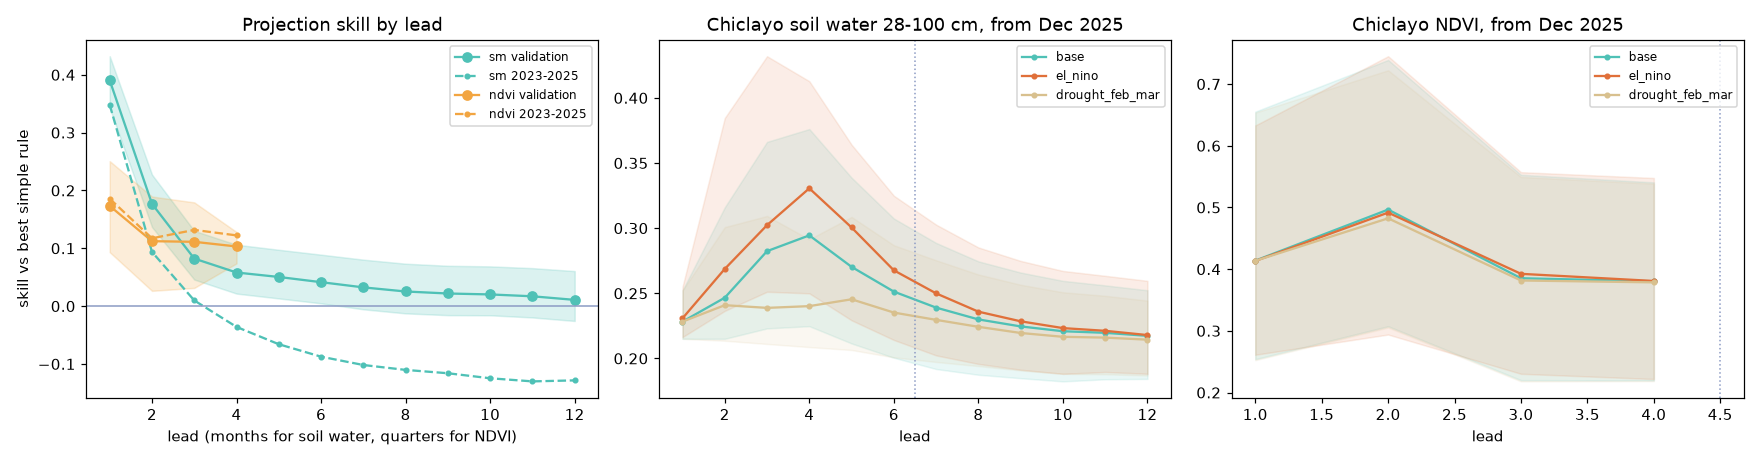 Projection skill by lead
skill vs best simple rule
0.4
0.3
0.2
0.1
0.0
−0.1
sm validation
sm 2023-2025
ndvi validation
ndvi 2023-2025
2
4
6
8
10
12
lead (months for soil water, quarters for NDVI)
Chiclayo soil water 28-100 cm, from Dec 2025
0.40
0.35
0.30
0.25
0.20
base
el_nino
drought_feb_mar
2
4
6
8
10
12
lead
Chiclayo NDVI, from Dec 2025
0.7
0.6
0.5
0.4
0.3
0.2
base
el_nino
drought_feb_mar
1.0
1.5
2.0
2.5
3.0
3.5
4.0
4.5
lead